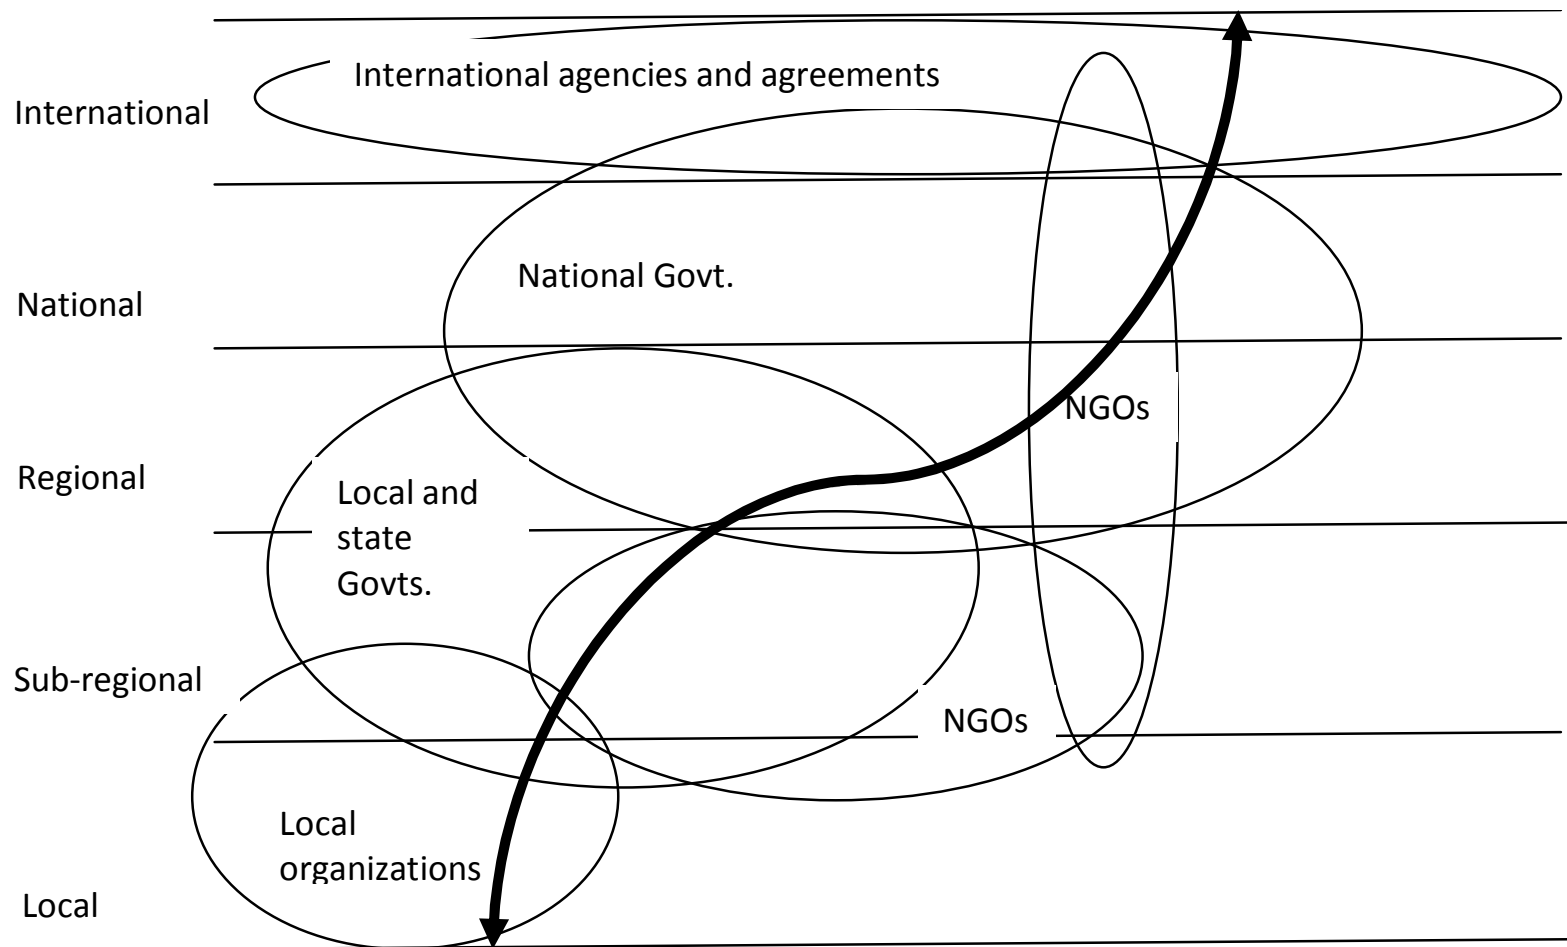 International agencies and agreements
International
National Govt.
National
NGOs
Regional
Local and
state
Govts.
Sub-regional
NGOs
Local
organizations
Local